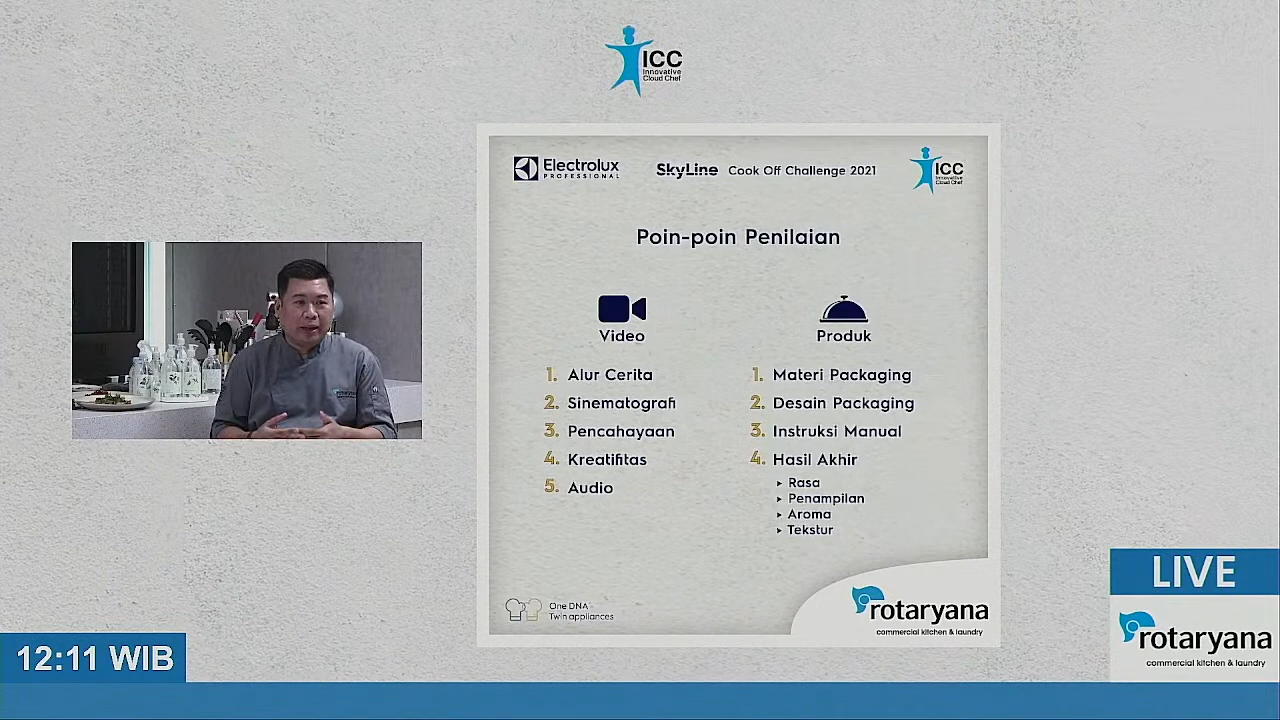 ICC
Innovative
Cloud Chef
Electrolux
PROFESSIONAL
SkyLine Cook Off Challenge 2021
ICC
Innovative
Cloud Chef
Poin-poin Penilaian
Video
1. Alur Cerita
2. Sinematografi
3. Pencahayaan
4. Kreatifitas
5. Audio
Produk
1. Materi Packaging
2. Desain Packaging
3. Instruksi Manual
4. Hasil Akhir
▸ Rasa
▸ Penampilan
▸ Aroma
▸ Tekstur
One DNA
Twin appliances
rotaryana
commercial kitchen & laundry
LIVE
rotaryana
commercial kitchen & laundry
12:11 WIB